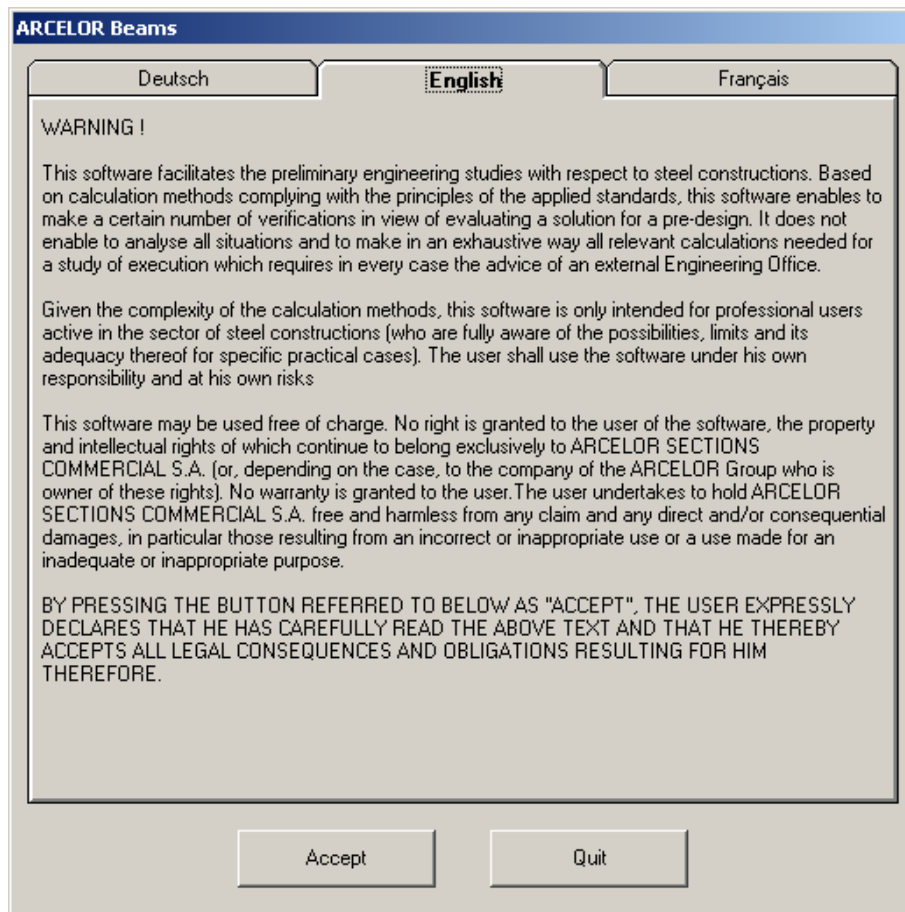 ARCELOR Beams
Deutsch English Français
WARNING !
This software facilitates the preliminary engineering studies with respect to steel constructions. Based
on calculation methods complying with the principles of the applied standards, this software enables to
make a certain number of verifications in view of evaluating a solution for a pre-design. It does not
enable to analyse all situations and to make in an exhaustive way all relevant calculations needed for
a study of execution which requires in every case the advice of an external Engineering Office.
Given the complexity of the calculation methods, this software is only intended for professional users
active in the sector of steel constructions (who are fully aware of the possibilities, limits and its
adequacy thereof for specific practical cases). The user shall use the software under his own
responsibility and at his own risks
This software may be used free of charge. No right is granted to the user of the software, the property
and intellectual rights of which continue to belong exclusively to ARCELOR SECTIONS
COMMERCIAL S.A. (or, depending on the case, to the company of the ARCELOR Group who is
owner of these rights). No warranty is granted to the user.The user undertakes to hold ARCELOR
SECTIONS COMMERCIAL S.A. free and harmless from any claim and any direct and/or consequential
damages, in particular those resulting from an incorrect or inappropriate use or a use made for an
inadequate or inappropriate purpose.
BY PRESSING THE BUTTON REFERRED TO BELOW AS "ACCEPT", THE USER EXPRESSLY
DECLARES THAT HE HAS CAREFULLY READ THE ABOVE TEXT AND THAT HE THEREBY
ACCEPTS ALL LEGAL CONSEQUENCES AND OBLIGATIONS RESULTING FOR HIM
THEREFORE.
Accept Quit